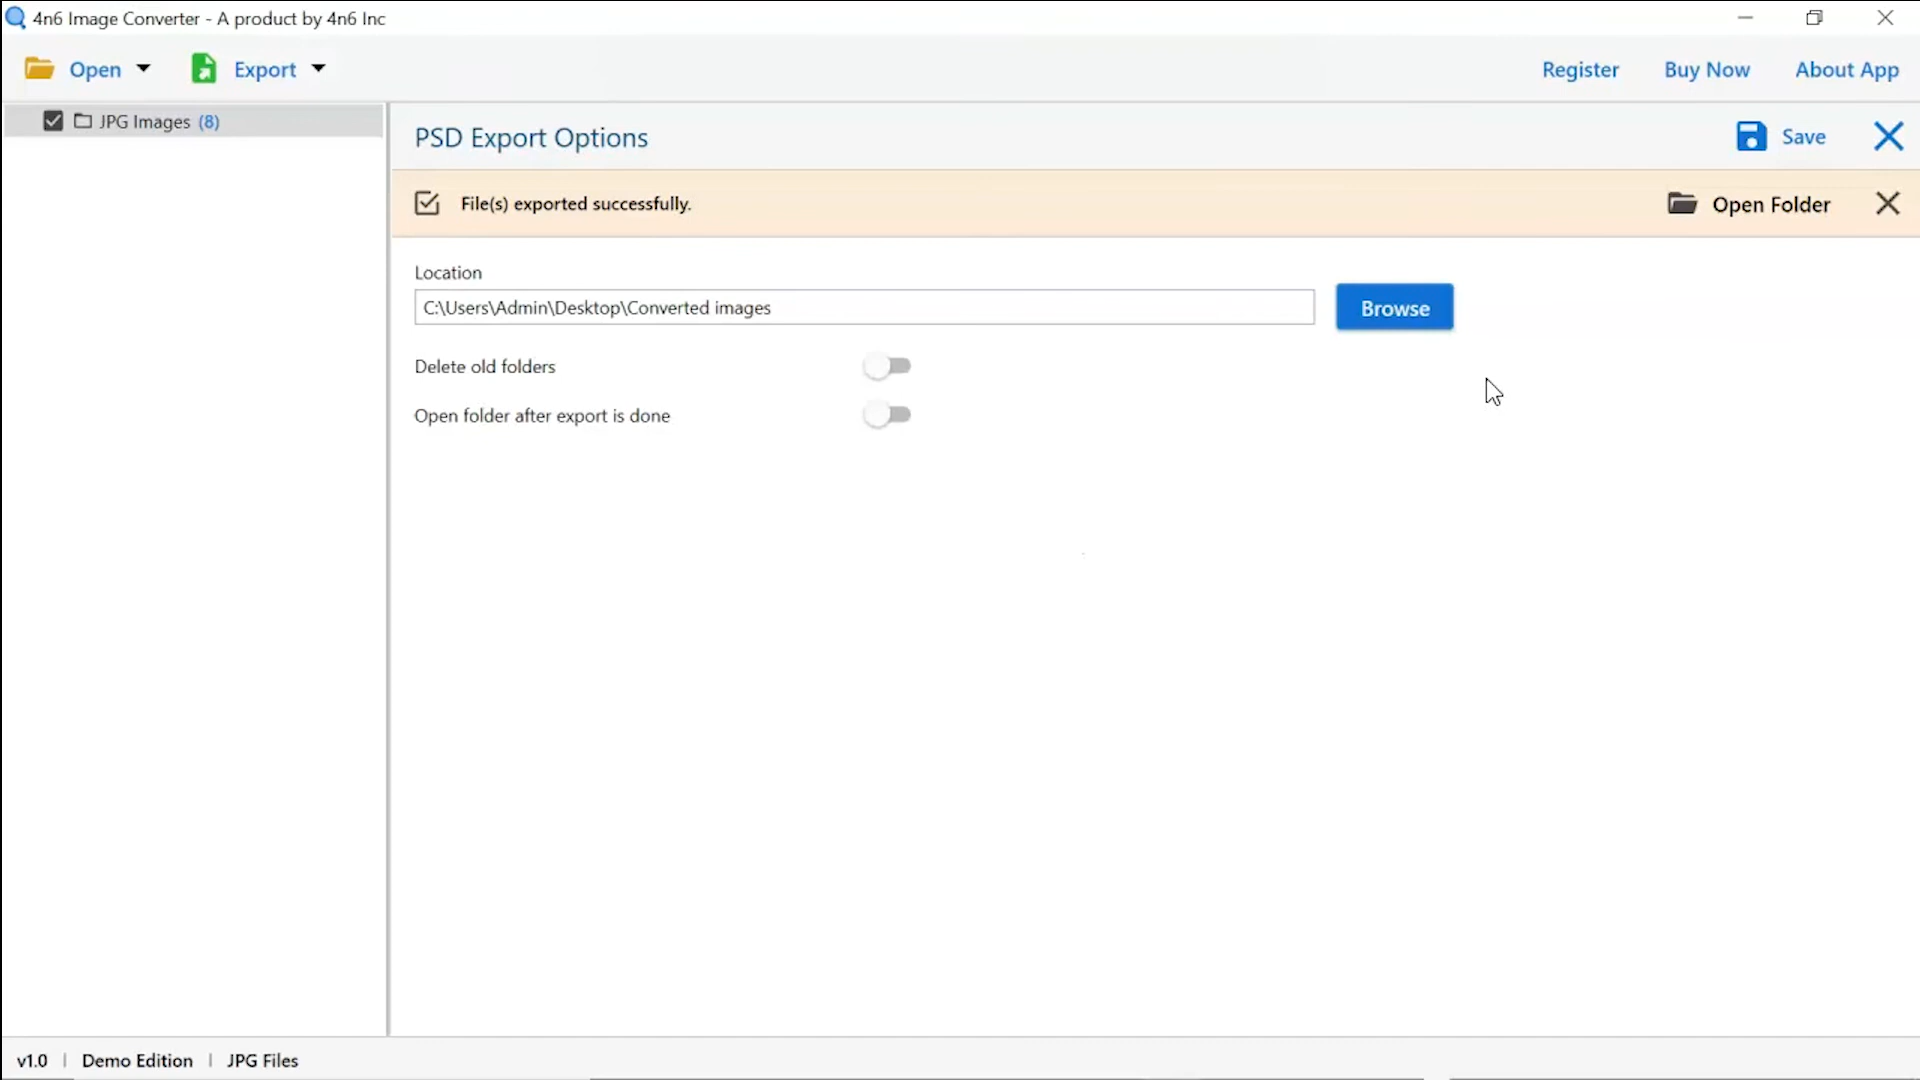 4n6 Image Converter - A product by 4n6 Inc
Open Export Register Buy Now About App
JPG Images (8)
PSD Export Options Save
File(s) exported successfully. Open Folder
Location
C:\Users\Admin\Desktop\Converted images Browse
Delete old folders
Open folder after export is done
v1.0 | Demo Edition | JPG Files